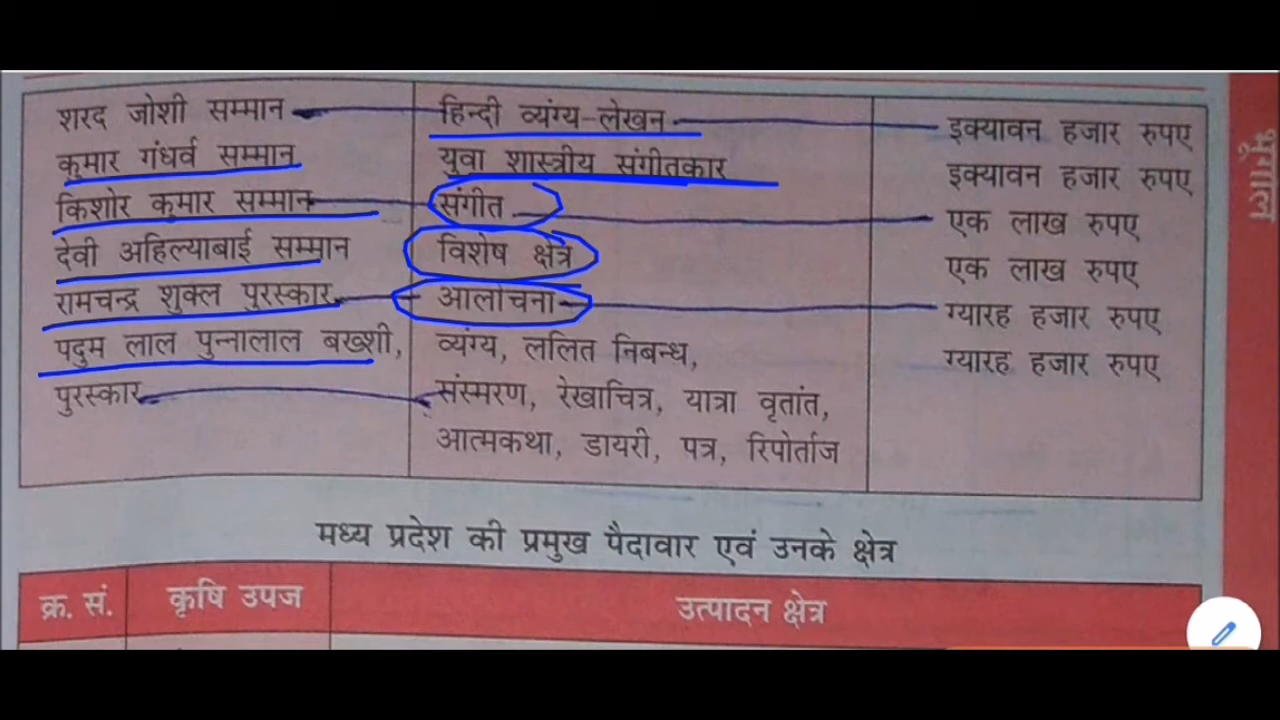 शरद जोशी सम्मान हिन्दी व्यंग्य-लेखन इक्यावन हजार रुपए
कुमार गंधर्व सम्मान युवा शास्त्रीय संगीतकार इक्यावन हजार रुपए
किशोर कुमार सम्मान संगीत एक लाख रुपए
देवी अहिल्याबाई सम्मान विशेष क्षेत्र एक लाख रुपए
रामचन्द्र शुक्ल पुरस्कार आलोचना ग्यारह हजार रुपए
पदुम लाल पुन्नालाल बख्शी, व्यंग्य, ललित निबन्ध, ग्यारह हजार रुपए
पुरस्कार संस्मरण, रेखाचित्र, यात्रा वृतांत,
आत्मकथा, डायरी, पत्र, रिपोर्ताज
भूगोल
मध्य प्रदेश की प्रमुख पैदावार एवं उनके क्षेत्र
क्र. सं. कृषि उपज उत्पादन क्षेत्र